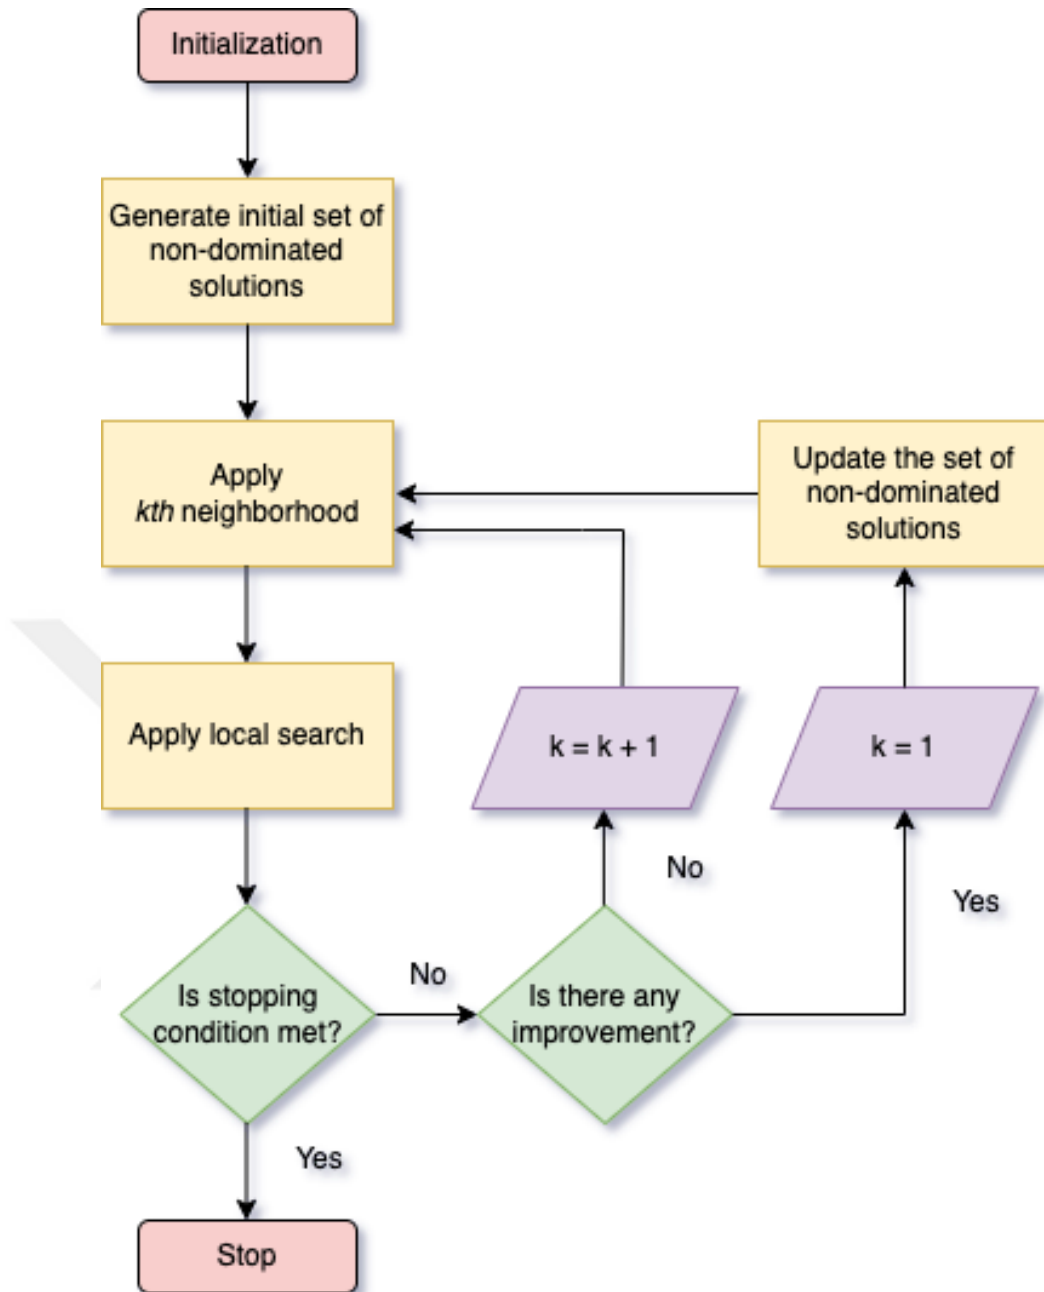 Initialization
Generate initial set of
non-dominated
solutions
Apply
kth neighborhood
Update the set of
non-dominated
solutions
Apply local search
k = k + 1
k = 1
No
Yes
Is stopping
condition met?
No
Is there any
improvement?
Yes
Stop